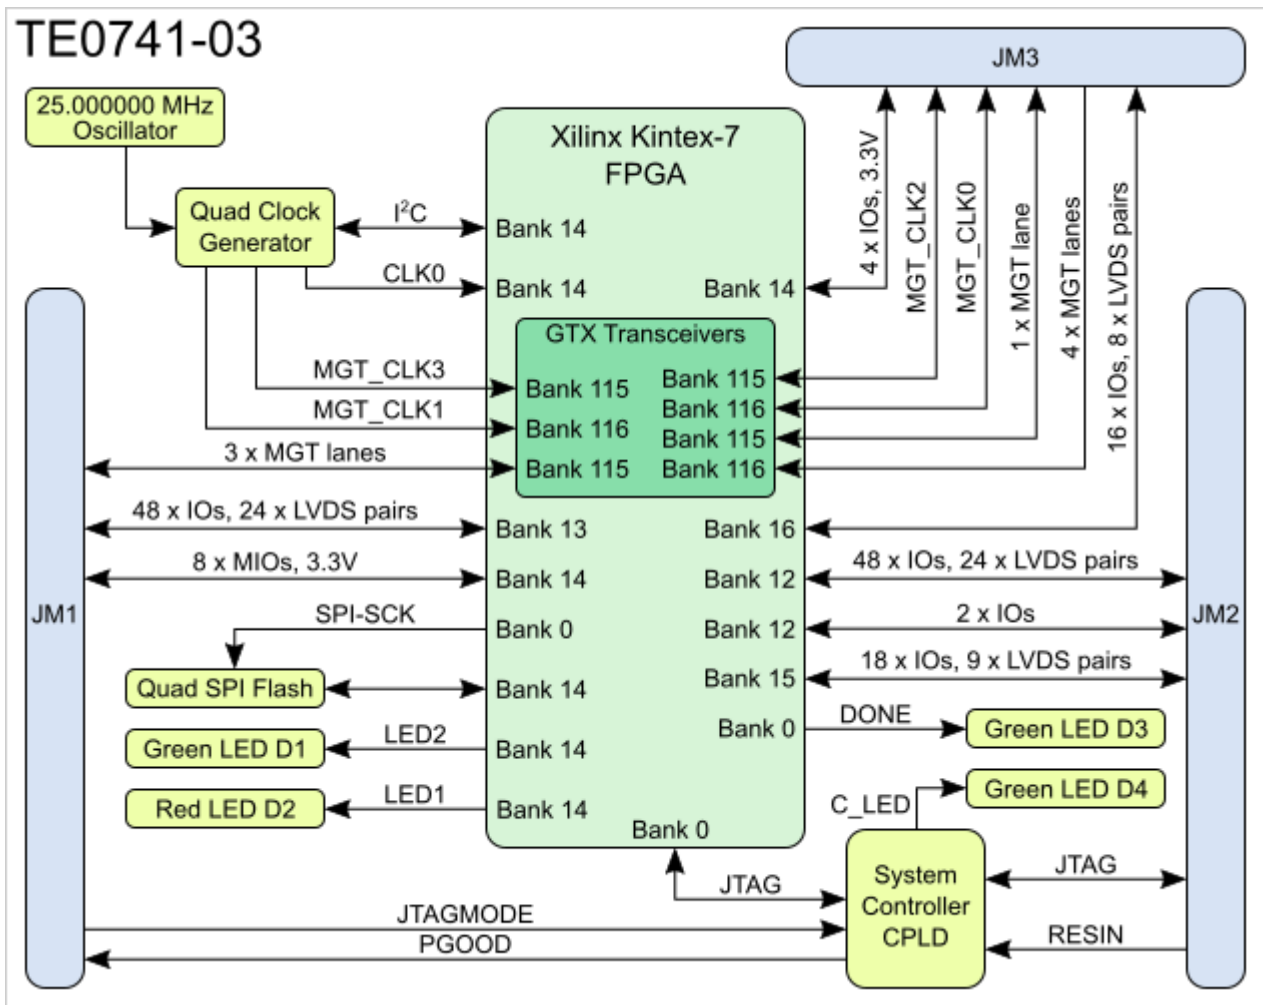 TE0741-03
JM3
25.000000 MHz
Oscillator
Xilinx Kintex-7
FPGA
Quad Clock
Generator
I²C
Bank 14
CLK0
Bank 14
Bank 14
4 x IOs, 3.3V
MGT_CLK2
MGT_CLK0
1 x MGT lane
4 x MGT lanes
16 x IOs, 8 x LVDS pairs
GTX Transceivers
MGT_CLK3
Bank 115
Bank 115
MGT_CLK1
Bank 116
Bank 116
Bank 115
3 x MGT lanes
Bank 115
Bank 116
48 x IOs, 24 x LVDS pairs
Bank 13
Bank 16
8 x MIOs, 3.3V
Bank 14
Bank 12
48 x IOs, 24 x LVDS pairs
JM1
SPI-SCK
Bank 0
Bank 12
2 x IOs
JM2
Quad SPI Flash
Bank 14
Bank 15
18 x IOs, 9 x LVDS pairs
Green LED D1
LED2
Bank 14
Bank 0
DONE
Green LED D3
Red LED D2
LED1
Bank 14
C_LED
Green LED D4
Bank 0
JTAG
System
Controller
CPLD
JTAG
JTAGMODE
PGOOD
RESIN